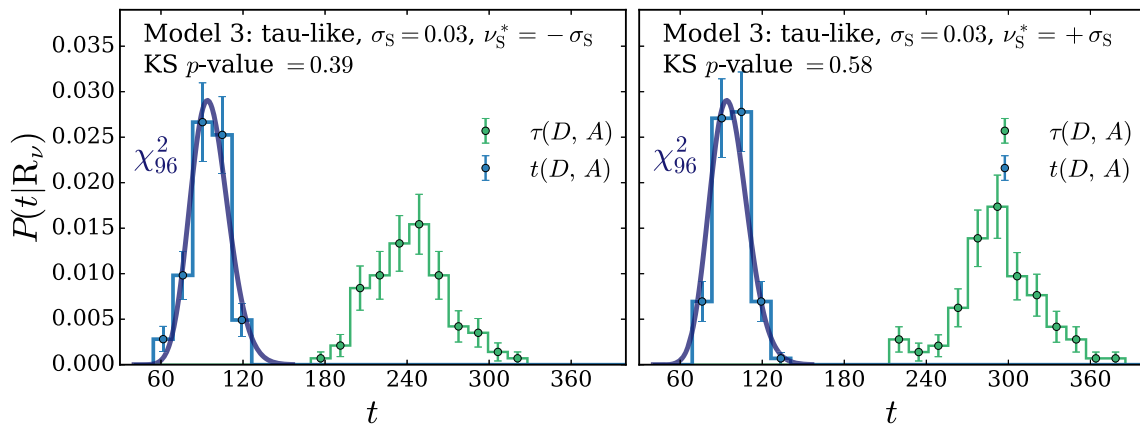 Model 3: tau-like, σ_S = 0.03, ν_S^* = − σ_S
KS p-value = 0.39
χ²_96
τ(D, A)
t(D, A)
P(t|R_ν)
0.035
0.030
0.025
0.020
0.015
0.010
0.005
0.000
60 120 180 240 300 360
t
Model 3: tau-like, σ_S = 0.03, ν_S^* = + σ_S
KS p-value = 0.58
χ²_96
τ(D, A)
t(D, A)
60 120 180 240 300 360
t